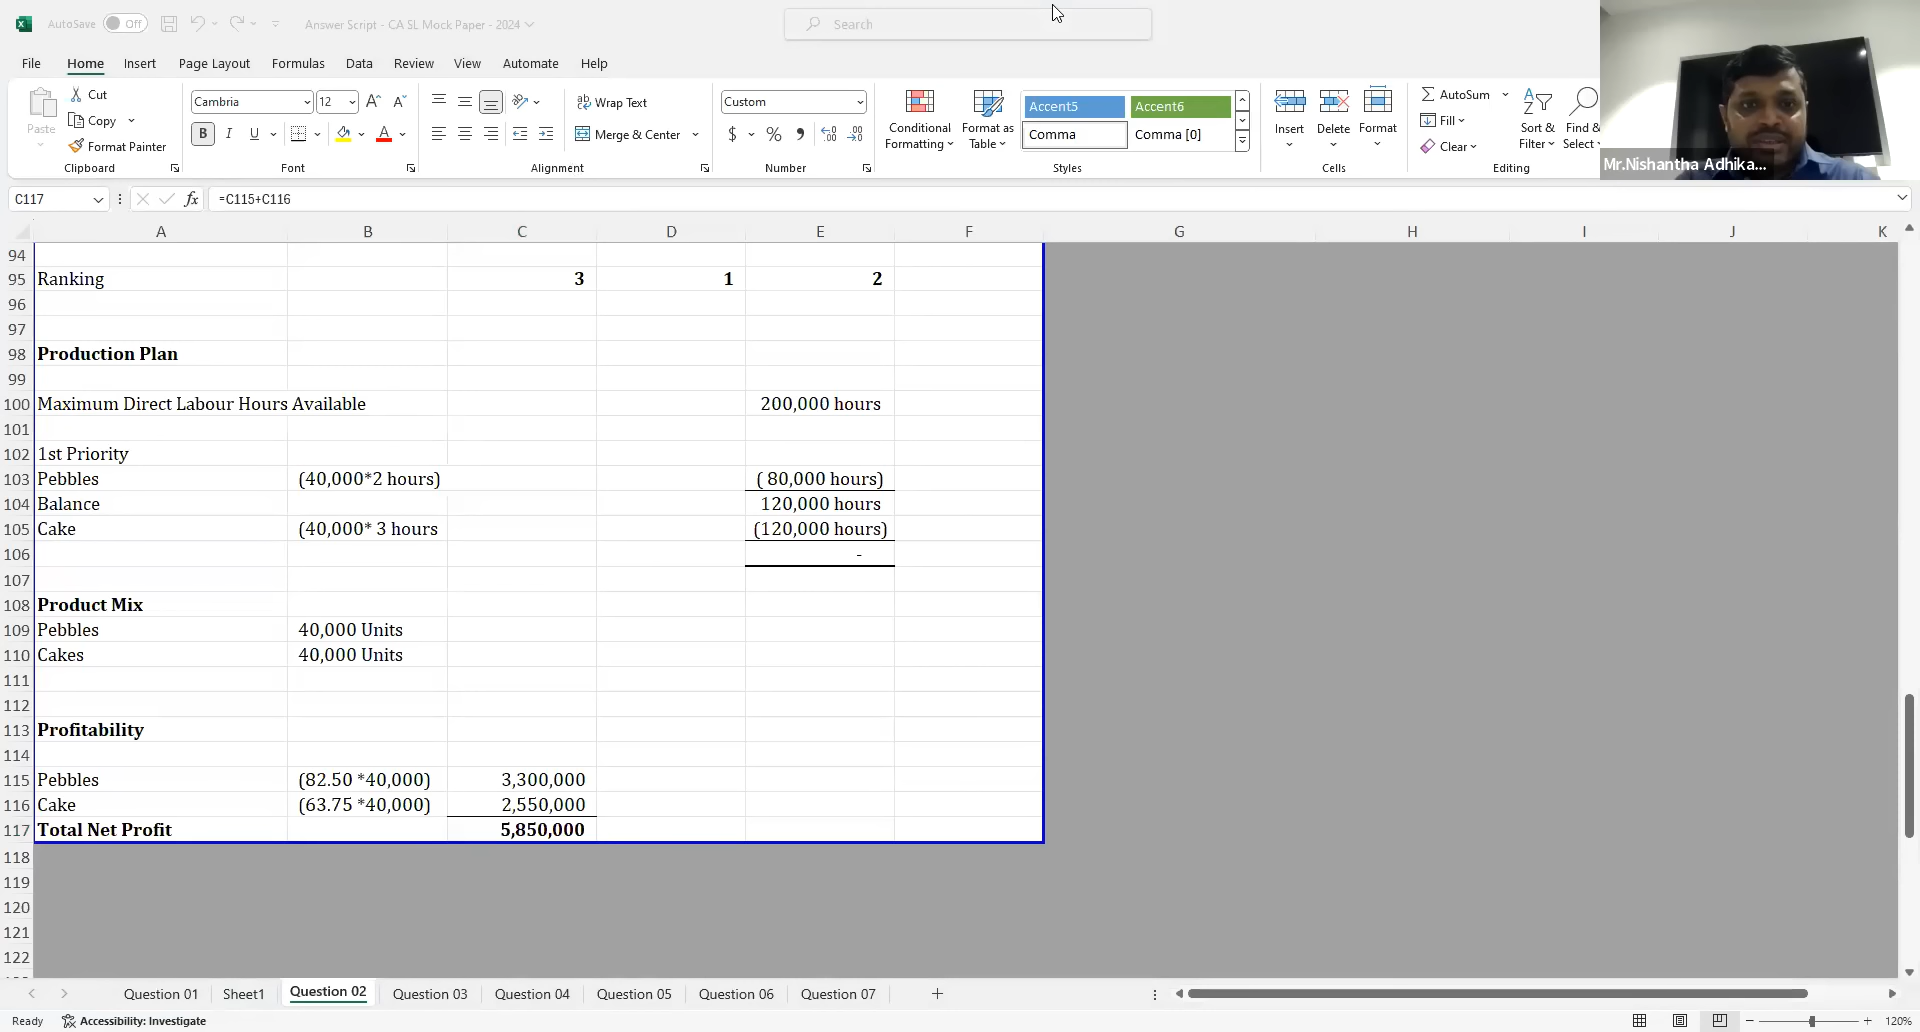 AutoSave Off Answer Script - CA SL Mock Paper - 2024 Search
File Home Insert Page Layout Formulas Data Review View Automate Help
Paste Cut Copy Format Painter
Cambria 12
B I U
Wrap Text
Merge & Center
Custom
$ % ,
Conditional Formatting
Format as Table
Accent5 Accent6
Comma Comma [0]
Insert Delete Format
AutoSum Fill Clear
Sort & Filter Find & Select
Clipboard Font Alignment Number Styles Cells Editing
Mr.Nishantha Adhika...
C117 fx =C115+C116
A B C D E F G H I J K
94
95 Ranking 3 1 2
96
97
98 Production Plan
99
100 Maximum Direct Labour Hours Available 200,000 hours
101
102 1st Priority
103 Pebbles (40,000*2 hours) ( 80,000 hours)
104 Balance 120,000 hours
105 Cake (40,000* 3 hours (120,000 hours)
106 -
107
108 Product Mix
109 Pebbles 40,000 Units
110 Cakes 40,000 Units
111
112
113 Profitability
114
115 Pebbles (82.50 *40,000) 3,300,000
116 Cake (63.75 *40,000) 2,550,000
117 Total Net Profit 5,850,000
118
119
120
121
122
Question 01 Sheet1 Question 02 Question 03 Question 04 Question 05 Question 06 Question 07
Ready Accessibility: Investigate 120%